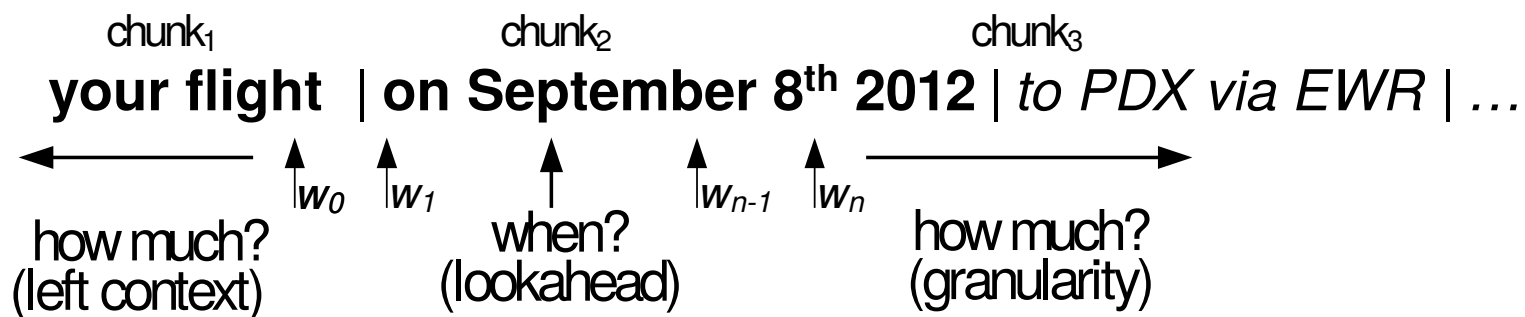 chunk₁ chunk₂ chunk₃
your flight | on September 8ᵗʰ 2012 | to PDX via EWR | …
w₀ w₁ wₙ₋₁ wₙ
how much? when? how much?
(left context) (lookahead) (granularity)